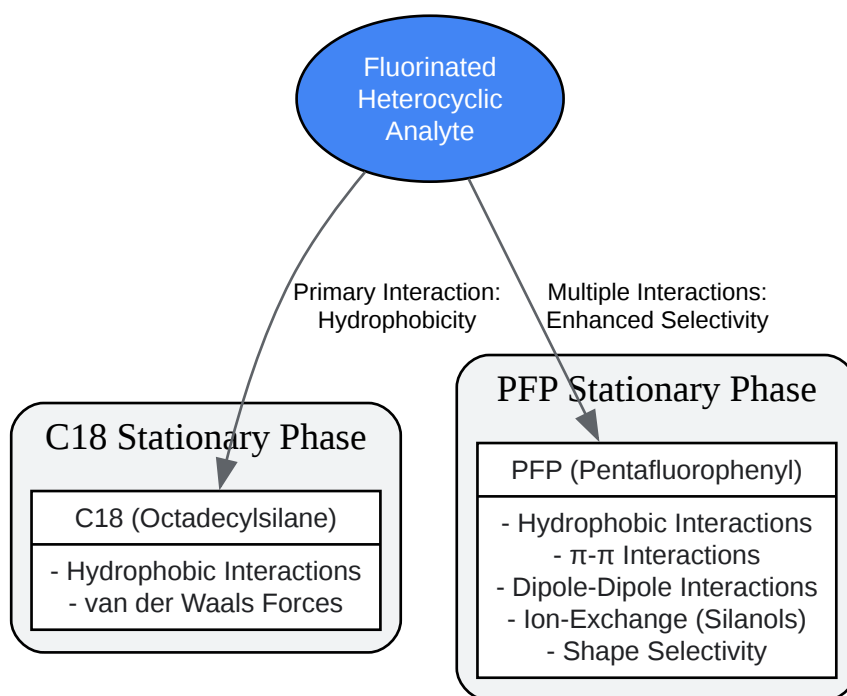 Fluorinated
Heterocyclic
Analyte
Primary Interaction:
Hydrophobicity
Multiple Interactions:
Enhanced Selectivity
C18 Stationary Phase
C18 (Octadecylsilane)
- Hydrophobic Interactions
- van der Waals Forces
PFP Stationary Phase
PFP (Pentafluorophenyl)
- Hydrophobic Interactions
- π-π Interactions
- Dipole-Dipole Interactions
- Ion-Exchange (Silanols)
- Shape Selectivity